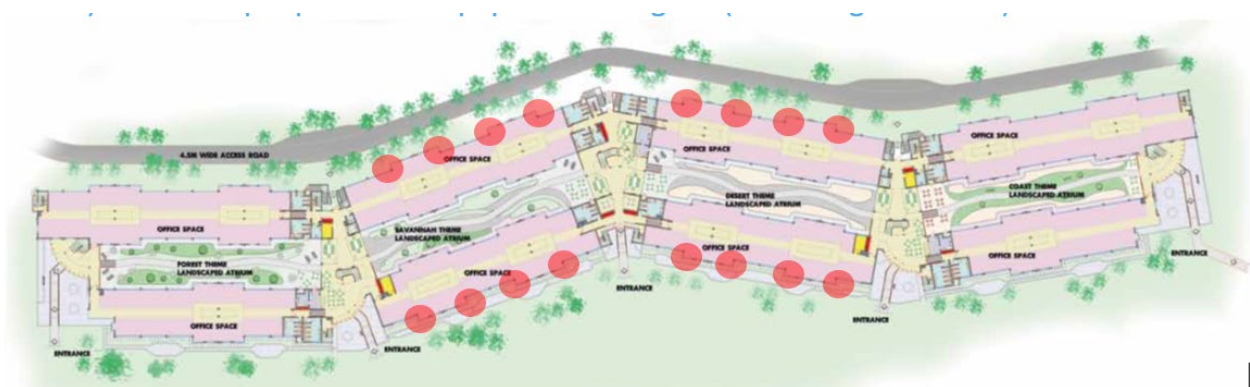 4.5M WIDE ACCESS ROAD
OFFICE SPACE
OFFICE SPACE
OFFICE SPACE
OFFICE SPACE
FOREST THEME
LANDSCAPED ATRIUM
SAVANNAH THEME
LANDSCAPED ATRIUM
DESERT THEME
LANDSCAPED ATRIUM
COAST THEME
LANDSCAPED ATRIUM
OFFICE SPACE
OFFICE SPACE
OFFICE SPACE
OFFICE SPACE
ENTRANCE
ENTRANCE
ENTRANCE
ENTRANCE
ENTRANCE